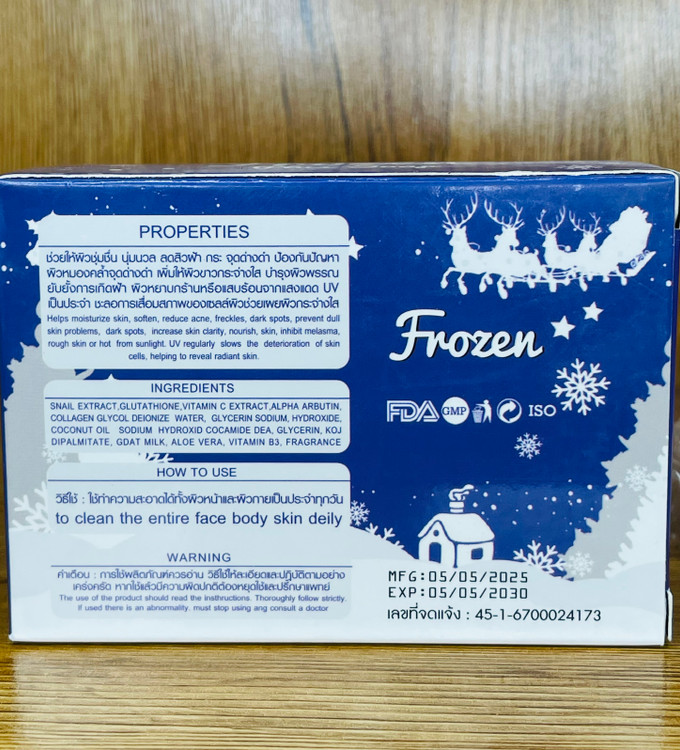 PROPERTIES
ช่วยให้ผิวชุ่มชื่น นุ่มนวล ลดสิวฝ้า กระ จุดด่างดำ ป้องกันปัญหา
ผิวหมองคล้ำจุดด่างดำ เพิ่มให้ผิวขาวกระจ่างใส บำรุงผิวพรรณ
ยับยั้งการเกิดฝ้า ผิวหยาบกร้านหรือแสบร้อนจากแสงแดด UV
เป็นประจำ ชะลอการเสื่อมสภาพของเซลล์ผิวช่วยเผยผิวกระจ่างใส
Helps moisturize skin, soften, reduce acne, freckles, dark spots, prevent dull
skin problems, dark spots, increase skin clarity, nourish, skin, inhibit melasma,
rough skin or hot from sunlight. UV regularly slows the deterioration of skin
cells, helping to reveal radiant skin.
INGREDIENTS
SNAIL EXTRACT,GLUTATHIONE,VITAMIN C EXTRACT,ALPHA ARBUTIN,
COLLAGEN GLYCOL DEIONIZE WATER, GLYCERIN SODIUM, HYDROXIDE,
COCONUT OIL SODIUM HYDROXID COCAMIDE DEA, GLYCERIN, KOJ
DIPALMITATE, GDAT MILK, ALOE VERA, VITAMIN B3, FRAGRANCE
HOW TO USE
วิธีใช้ : ใช้ทำความสะอาดได้ทั้งผิวหน้าและผิวกายเป็นประจำทุกวัน
to clean the entire face body skin deily
WARNING
คำเตือน : การใช้ผลิตภัณฑ์ควรอ่าน วิธีใช้ให้ละเอียดและปฏิบัติตามอย่าง
เคร่งครัด หากใช้แล้วมีความผิดปกติต้องหยุดใช้และปรึกษาแพทย์
The use of the product should read the insthructions. Thoroughly follow strictly.
if used there is an abnormality. must stop using ang consult a doctor
Frozen
FDA GMP ISO
MFG:05/05/2025
EXP:05/05/2030
เลขที่จดแจ้ง : 45-1-6700024173